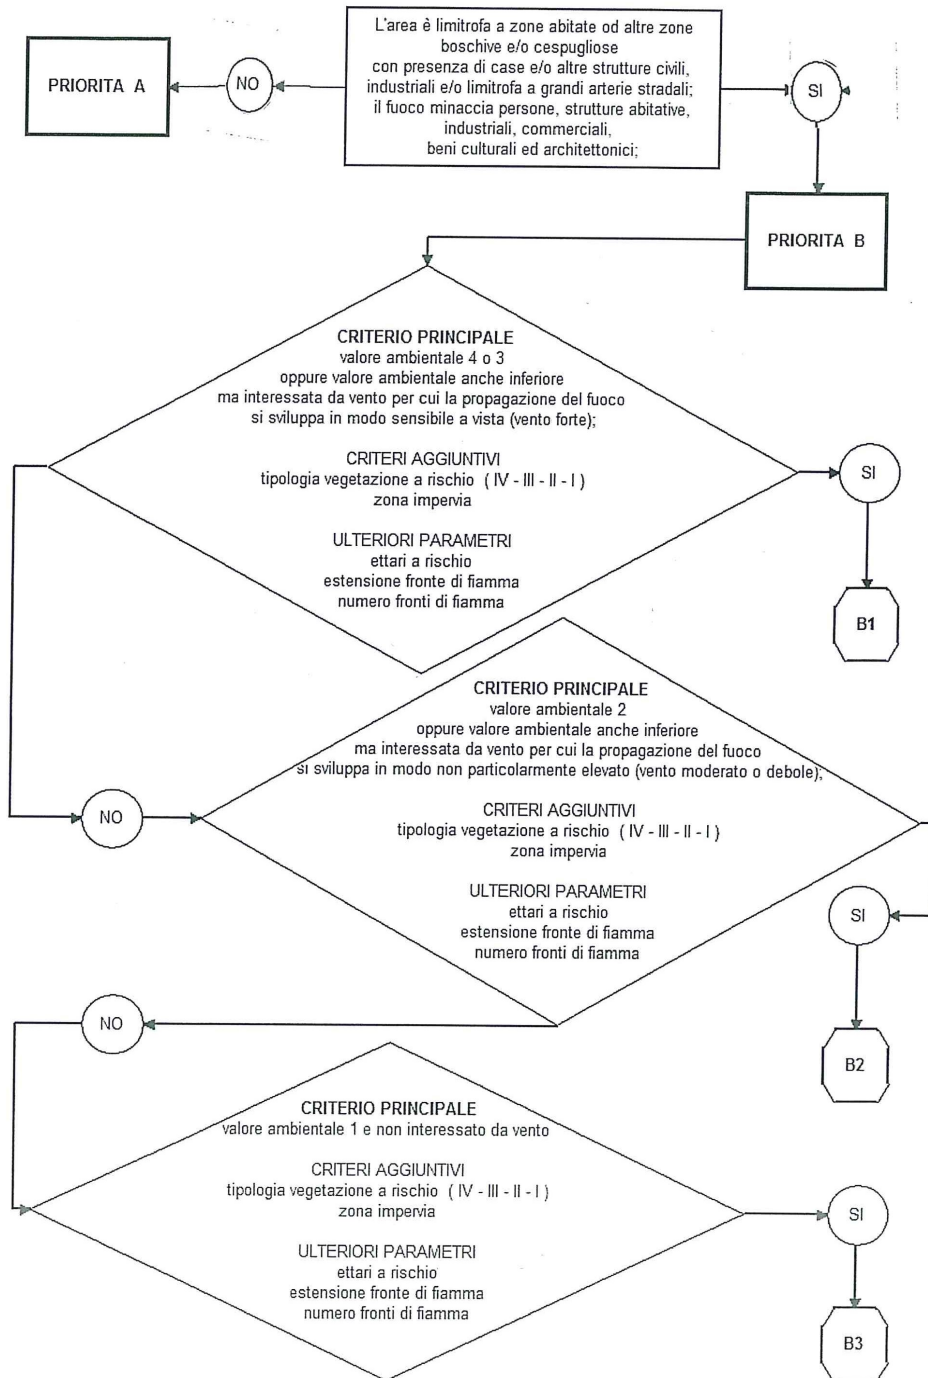 L'area è limitrofa a zone abitate od altre zone
boschive e/o cespugliose
con presenza di case e/o altre strutture civili,
industriali e/o limitrofa a grandi arterie stradali;
il fuoco minaccia persone, strutture abitative,
industriali, commerciali,
beni culturali ed architettonici;
PRIORITA A
NO
SI
PRIORITA B
CRITERIO PRINCIPALE
valore ambientale 4 o 3
oppure valore ambientale anche inferiore
ma interessata da vento per cui la propagazione del fuoco
si sviluppa in modo sensibile a vista (vento forte);
CRITERI AGGIUNTIVI
tipologia vegetazione a rischio ( IV - III - II - I )
zona impervia
ULTERIORI PARAMETRI
ettari a rischio
estensione fronte di fiamma
numero fronti di fiamma
SI
B1
NO
CRITERIO PRINCIPALE
valore ambientale 2
oppure valore ambientale anche inferiore
ma interessata da vento per cui la propagazione del fuoco
si sviluppa in modo non particolarmente elevato (vento moderato o debole);
CRITERI AGGIUNTIVI
tipologia vegetazione a rischio ( IV - III - II - I )
zona impervia
ULTERIORI PARAMETRI
ettari a rischio
estensione fronte di fiamma
numero fronti di fiamma
SI
B2
NO
CRITERIO PRINCIPALE
valore ambientale 1 e non interessato da vento
CRITERI AGGIUNTIVI
tipologia vegetazione a rischio ( IV - III - II - I )
zona impervia
ULTERIORI PARAMETRI
ettari a rischio
estensione fronte di fiamma
numero fronti di fiamma
SI
B3